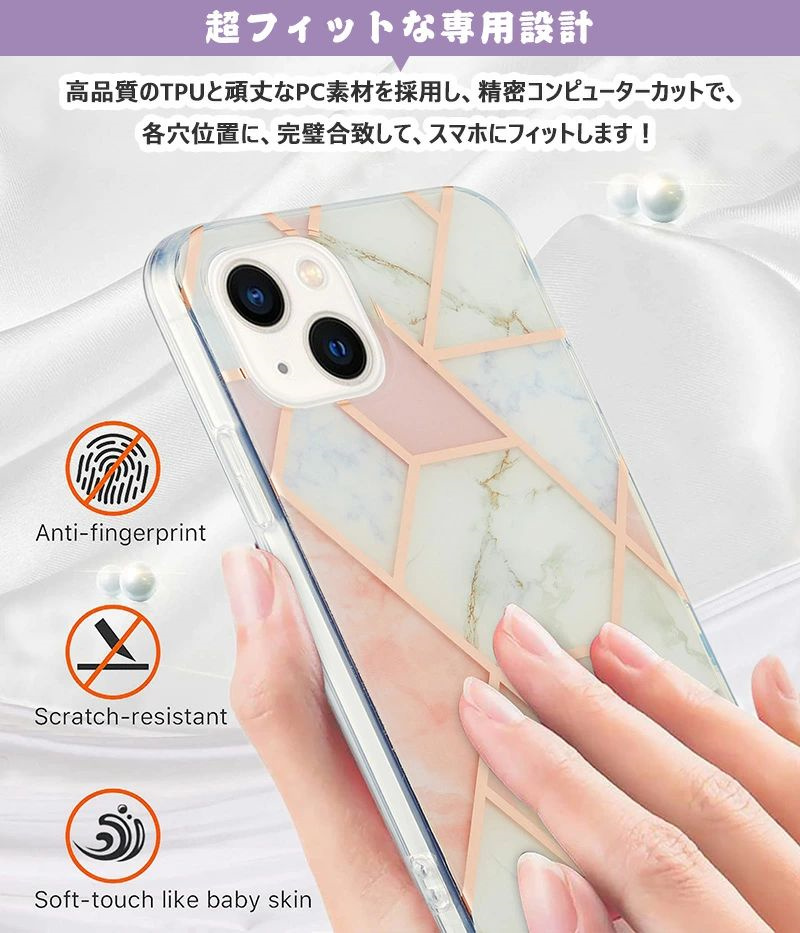 超フィットな専用設計
高品質のTPUと頑丈なPC素材を採用し、精密コンピューターカットで、
各穴位置に、完璧合致して、スマホにフィットします！
Anti-fingerprint
Scratch-resistant
Soft-touch like baby skin